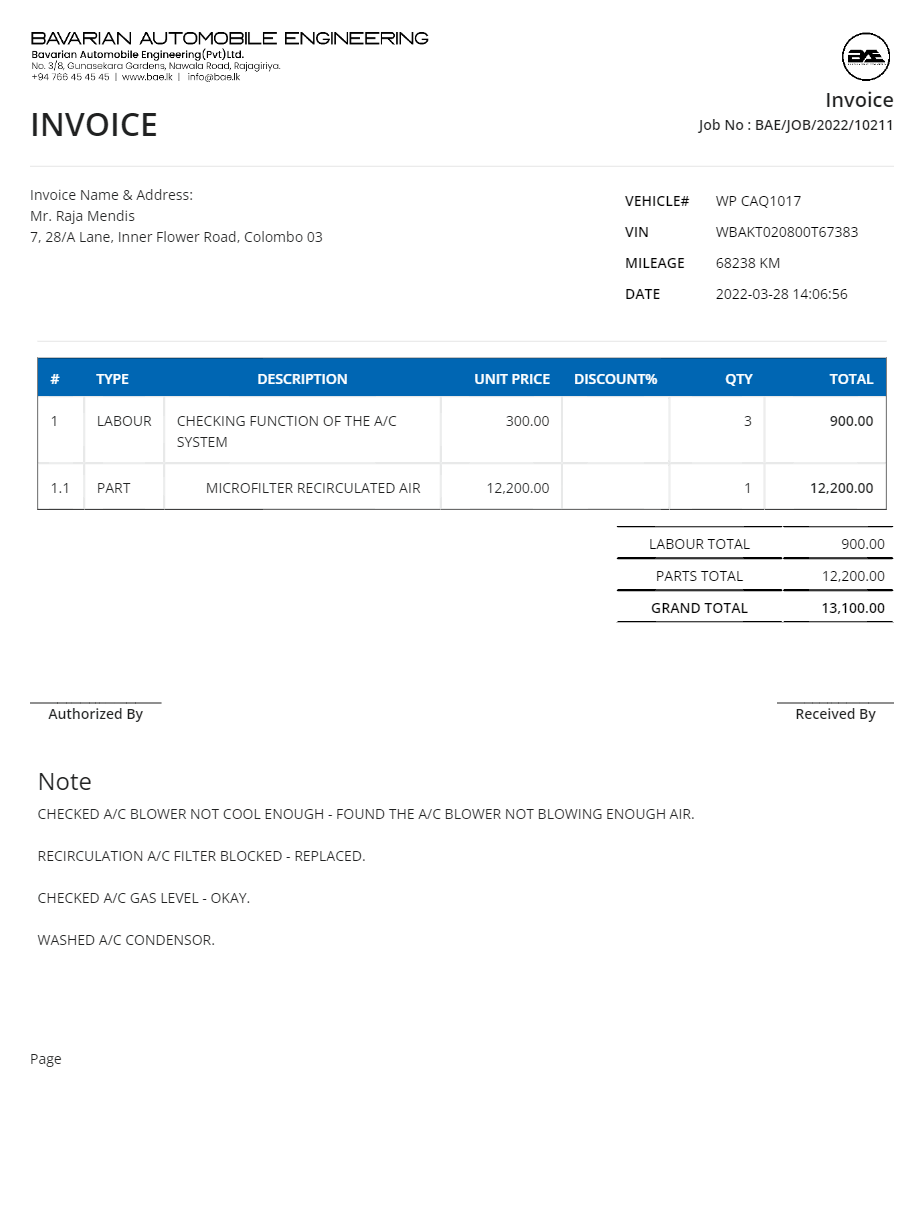 BAVARIAN AUTOMOBILE ENGINEERING
Bavarian Automobile Engineering(Pvt)Ltd.
No. 3/8, Gunasekara Gardens, Nawala Road, Rajagiriya.
+94 766 45 45 45 | www.bae.lk | info@bae.lk
BAE
Invoice
INVOICE
Job No : BAE/JOB/2022/10211
Invoice Name & Address:
Mr. Raja Mendis
7, 28/A Lane, Inner Flower Road, Colombo 03
VEHICLE# WP CAQ1017
VIN WBAKT020800T67383
MILEAGE 68238 KM
DATE 2022-03-28 14:06:56
# TYPE DESCRIPTION UNIT PRICE DISCOUNT% QTY TOTAL
1 LABOUR CHECKING FUNCTION OF THE A/C 300.00 3 900.00
SYSTEM
1.1 PART MICROFILTER RECIRCULATED AIR 12,200.00 1 12,200.00
LABOUR TOTAL 900.00
PARTS TOTAL 12,200.00
GRAND TOTAL 13,100.00
Authorized By Received By
Note
CHECKED A/C BLOWER NOT COOL ENOUGH - FOUND THE A/C BLOWER NOT BLOWING ENOUGH AIR.
RECIRCULATION A/C FILTER BLOCKED - REPLACED.
CHECKED A/C GAS LEVEL - OKAY.
WASHED A/C CONDENSOR.
Page